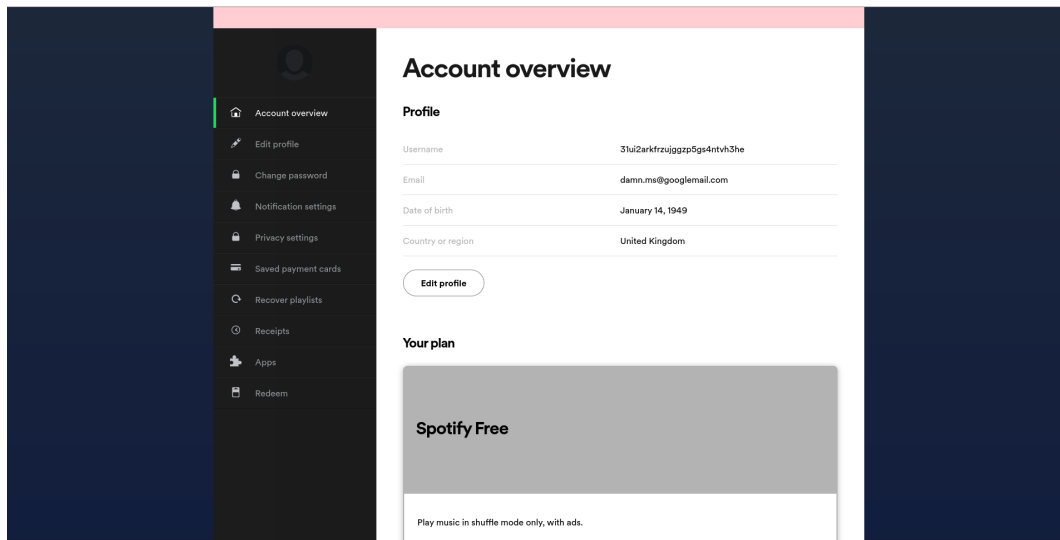 Account overview
Edit profile
Change password
Notification settings
Privacy settings
Saved payment cards
Recover playlists
Receipts
Apps
Redeem
Account overview
Profile
Username 31ui2arkfrzujggzp5gs4ntvh3he
Email damn.ms@googlemail.com
Date of birth January 14, 1949
Country or region United Kingdom
Edit profile
Your plan
Spotify Free
Play music in shuffle mode only, with ads.